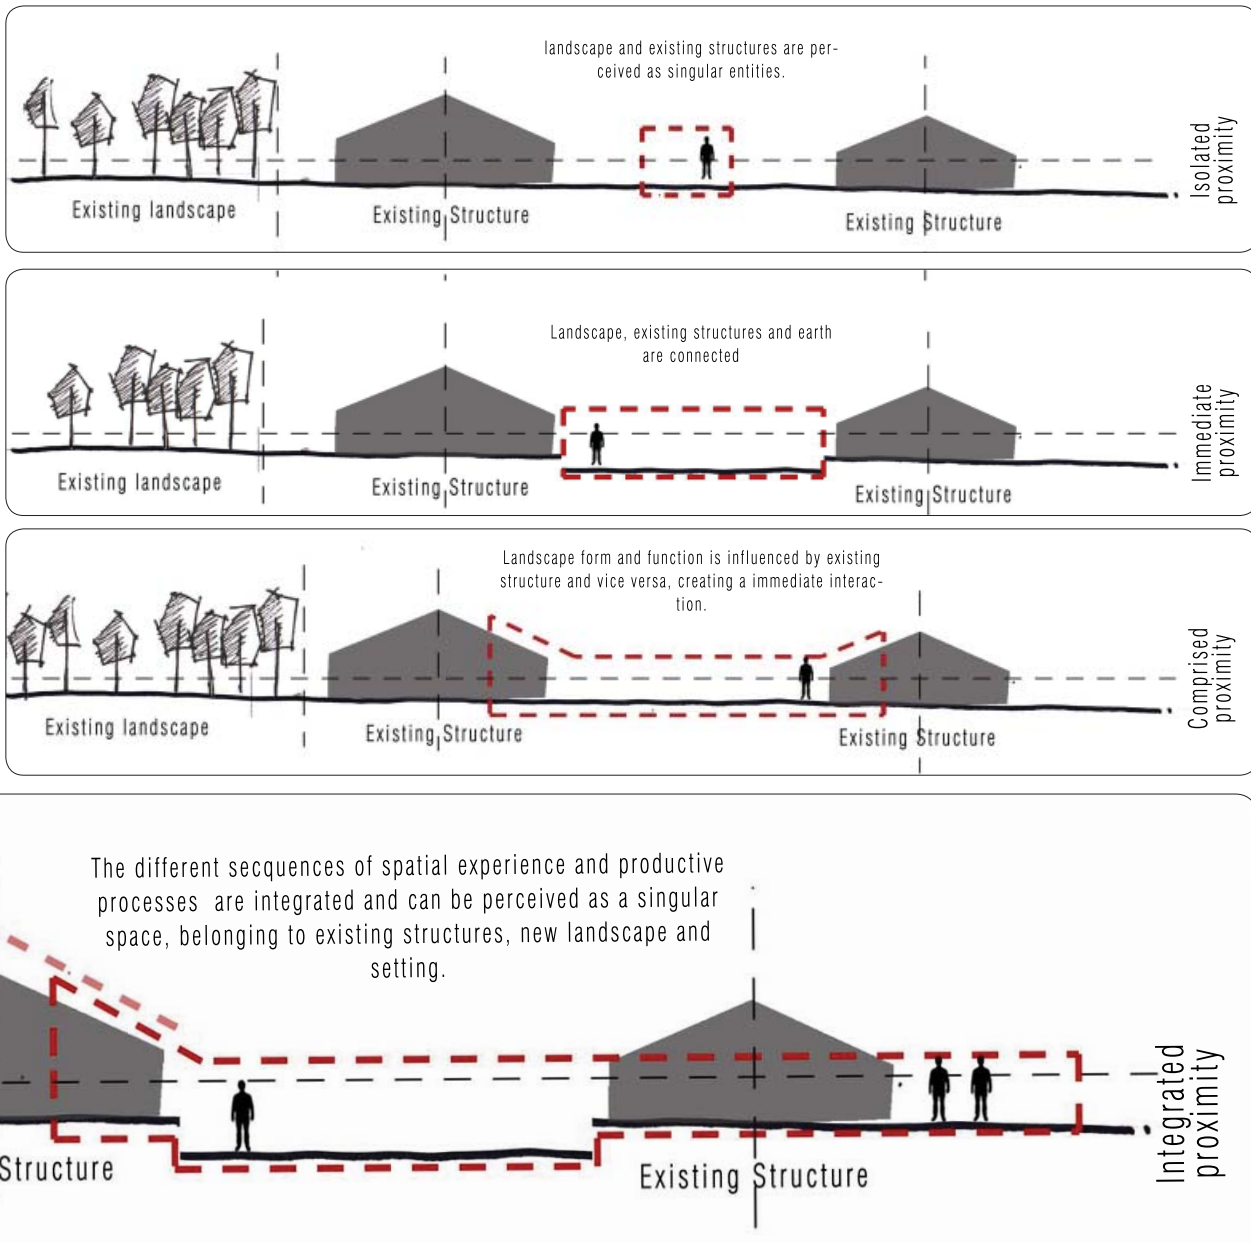 landscape and existing structures are per-
ceived as singular entities.
Existing landscape
Existing Structure
Existing Structure
Isolated
proximity
Landscape, existing structures and earth
are connected
Existing landscape
Existing Structure
Existing Structure
Immediate
proximity
Landscape form and function is influenced by existing
structure and vice versa, creating a immediate interac-
tion.
Existing landscape
Existing Structure
Existing Structure
Comprised
proximity
The different secquences of spatial experience and productive
processes are integrated and can be perceived as a singular
space, belonging to existing structures, new landscape and
setting.
Structure
Existing Structure
Integrated
proximity